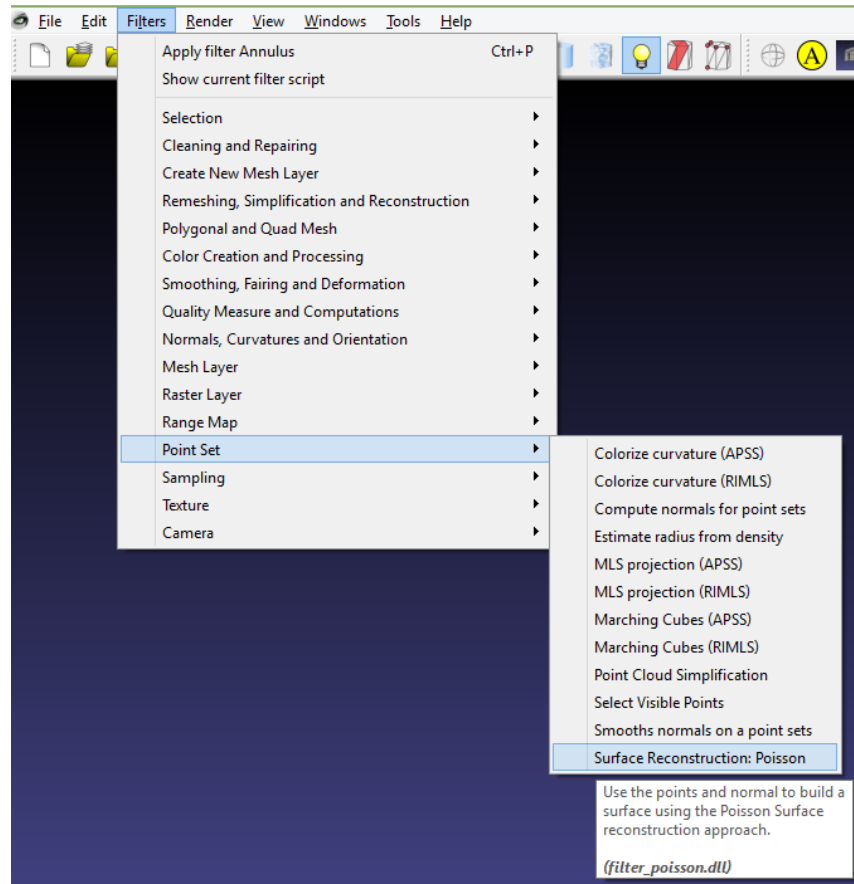 File Edit Filters Render View Windows Tools Help
Apply filter Annulus Ctrl+P
Show current filter script
A
Selection
Cleaning and Repairing
Create New Mesh Layer
Remeshing, Simplification and Reconstruction
Polygonal and Quad Mesh
Color Creation and Processing
Smoothing, Fairing and Deformation
Quality Measure and Computations
Normals, Curvatures and Orientation
Mesh Layer
Raster Layer
Range Map
Point Set
Sampling
Texture
Camera
Colorize curvature (APSS)
Colorize curvature (RIMLS)
Compute normals for point sets
Estimate radius from density
MLS projection (APSS)
MLS projection (RIMLS)
Marching Cubes (APSS)
Marching Cubes (RIMLS)
Point Cloud Simplification
Select Visible Points
Smooths normals on a point sets
Surface Reconstruction: Poisson
Use the points and normal to build a
surface using the Poisson Surface
reconstruction approach.
(filter_poisson.dll)